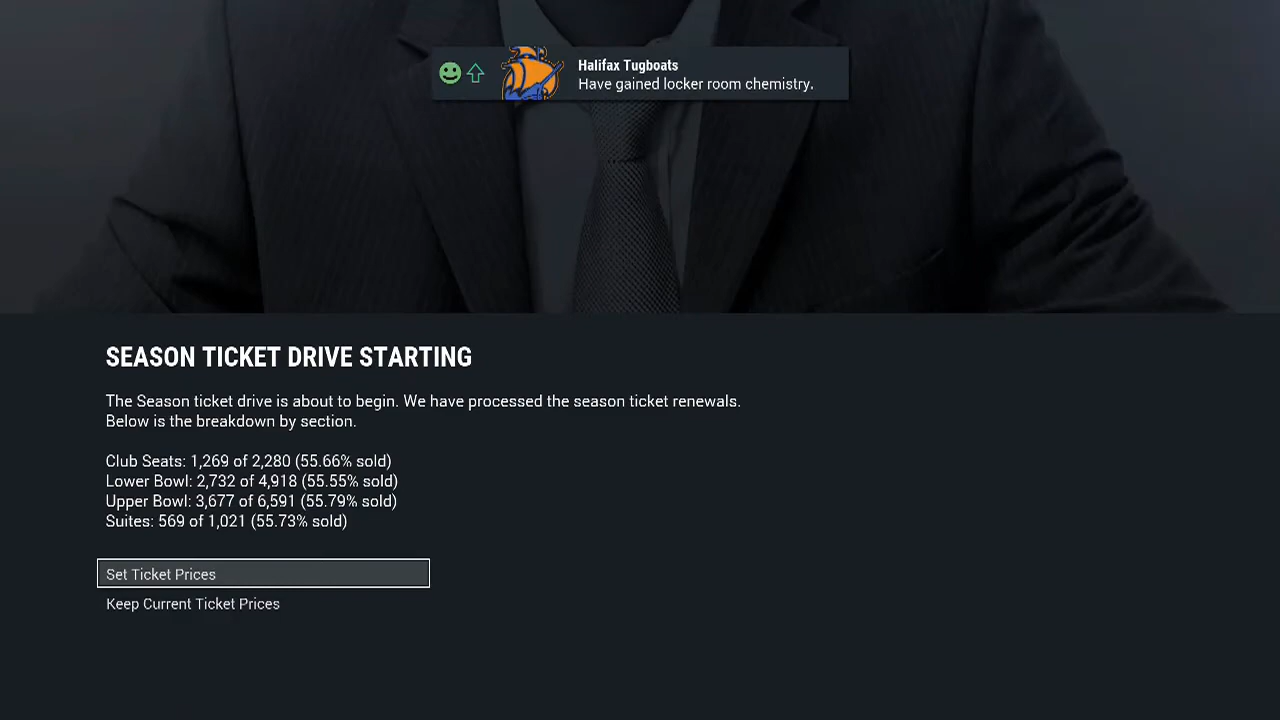 Halifax Tugboats
Have gained locker room chemistry.
SEASON TICKET DRIVE STARTING
The Season ticket drive is about to begin. We have processed the season ticket renewals.
Below is the breakdown by section.
Club Seats: 1,269 of 2,280 (55.66% sold)
Lower Bowl: 2,732 of 4,918 (55.55% sold)
Upper Bowl: 3,677 of 6,591 (55.79% sold)
Suites: 569 of 1,021 (55.73% sold)
Set Ticket Prices
Keep Current Ticket Prices